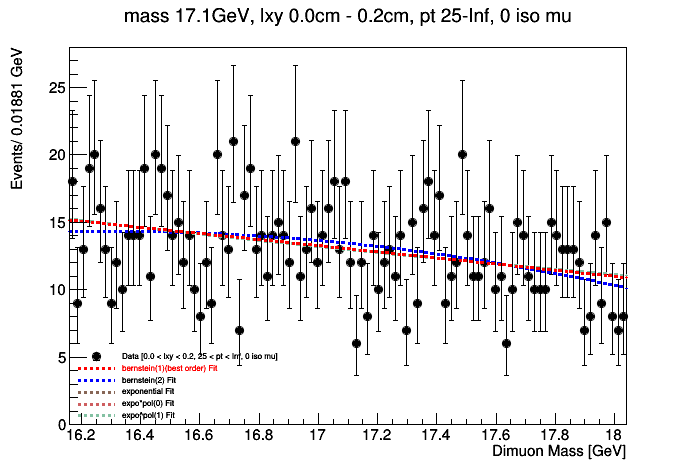 mass 17.1GeV, lxy 0.0cm - 0.2cm, pt 25-Inf, 0 iso mu
Events/ 0.01881 GeV
25
20
15
10
5
0
Data [0.0 < lxy < 0.2, 25 < pt < Inf, 0 iso mu]
bernstein(1)(best order) Fit
bernstein(2) Fit
exponential Fit
expo*pol(0) Fit
expo*pol(1) Fit
16.2 16.4 16.6 16.8 17 17.2 17.4 17.6 17.8 18
Dimuon Mass [GeV]